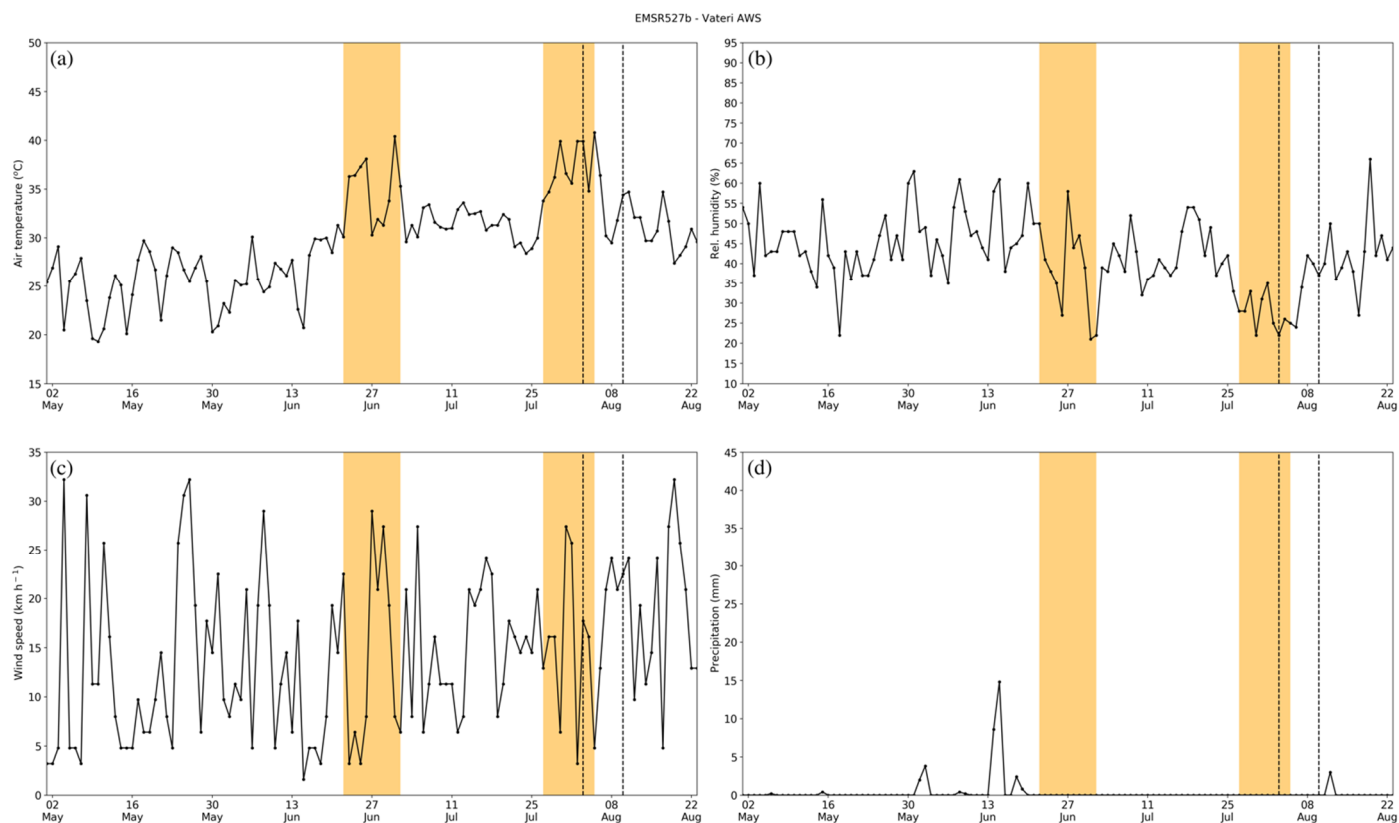 EMSR527b - Vateri AWS
(a)
Air temperature (°C)
50
45
40
35
30
25
20
15
02 16 30 13 27 11 25 08 22
May May May Jun Jun Jul Jul Aug Aug
(b)
Rel. humidity (%)
95
90
85
80
75
70
65
60
55
50
45
40
35
30
25
20
15
10
02 16 30 13 27 11 25 08 22
May May May Jun Jun Jul Jul Aug Aug
(c)
Wind speed (km h⁻¹)
35
30
25
20
15
10
5
0
02 16 30 13 27 11 25 08 22
May May May Jun Jun Jul Jul Aug Aug
(d)
Precipitation (mm)
45
40
35
30
25
20
15
10
5
0
02 16 30 13 27 11 25 08 22
May May May Jun Jun Jul Jul Aug Aug